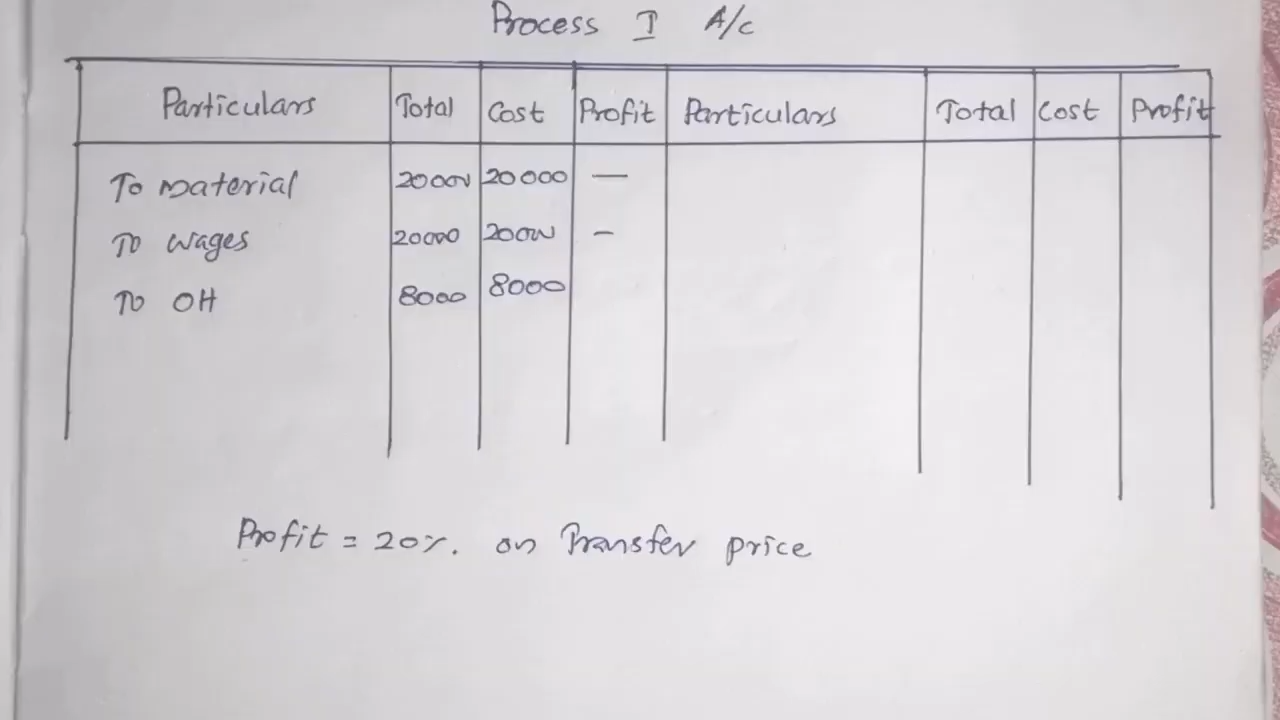 Process I A/c
Particulars Total Cost Profit Particulars Total Cost Profit
To Material 20000 20000 —
To Wages 20000 20000 –
To OH 8000 8000
Profit = 20%. on Transfer price